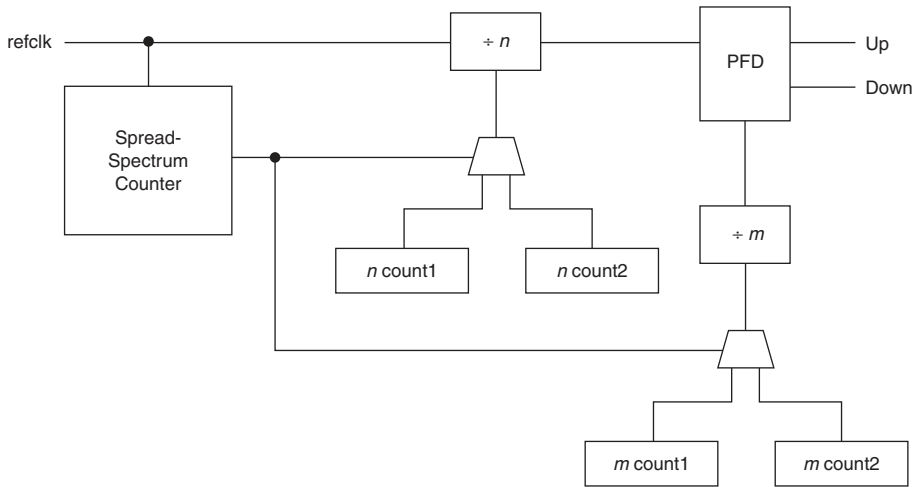 refclk
÷ n
PFD
Up
Down
Spread-
Spectrum
Counter
÷ m
n count1
n count2
m count1
m count2